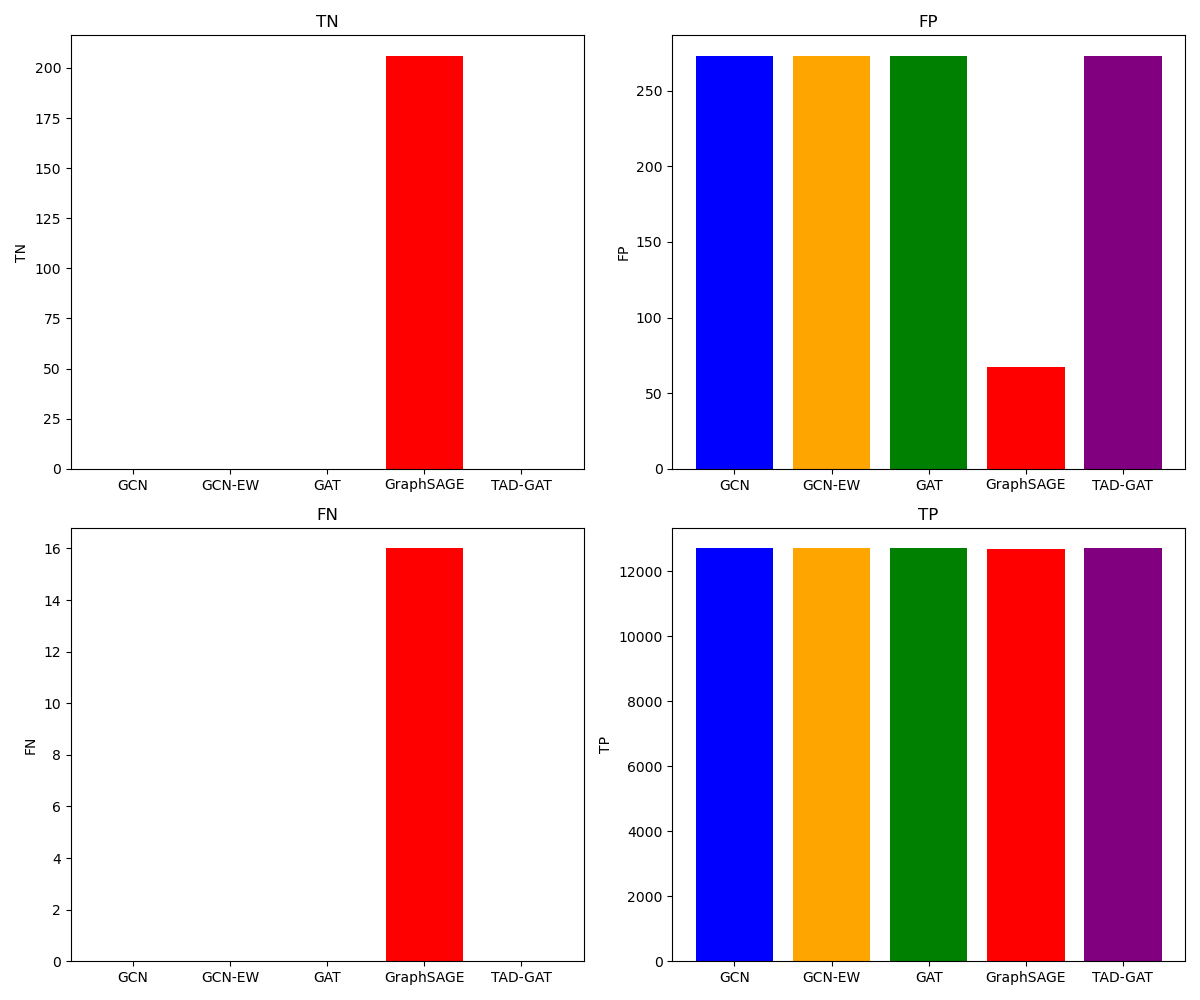 TN
TN
200
175
150
125
100
75
50
25
0
GCN GCN-EW GAT GraphSAGE TAD-GAT
FP
FP
250
200
150
100
50
0
GCN GCN-EW GAT GraphSAGE TAD-GAT
FN
FN
16
14
12
10
8
6
4
2
0
GCN GCN-EW GAT GraphSAGE TAD-GAT
TP
TP
12000
10000
8000
6000
4000
2000
0
GCN GCN-EW GAT GraphSAGE TAD-GAT